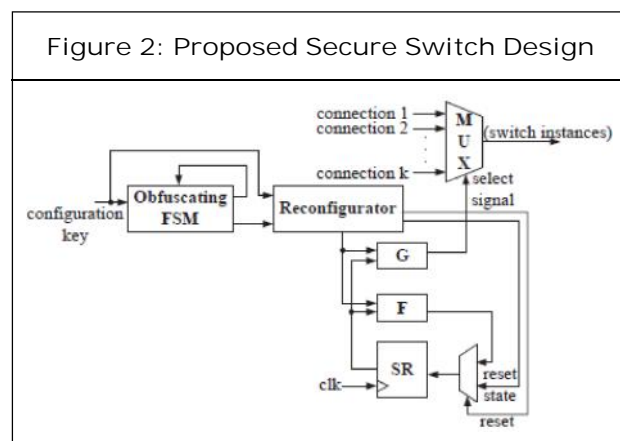 Figure 2: Proposed Secure Switch Design
connection 1
connection 2
connection k
M
U
X
(switch instances)
select
signal
configuration
key
Obfuscating
FSM
Reconfigurator
G
F
SR
clk
reset
state
reset